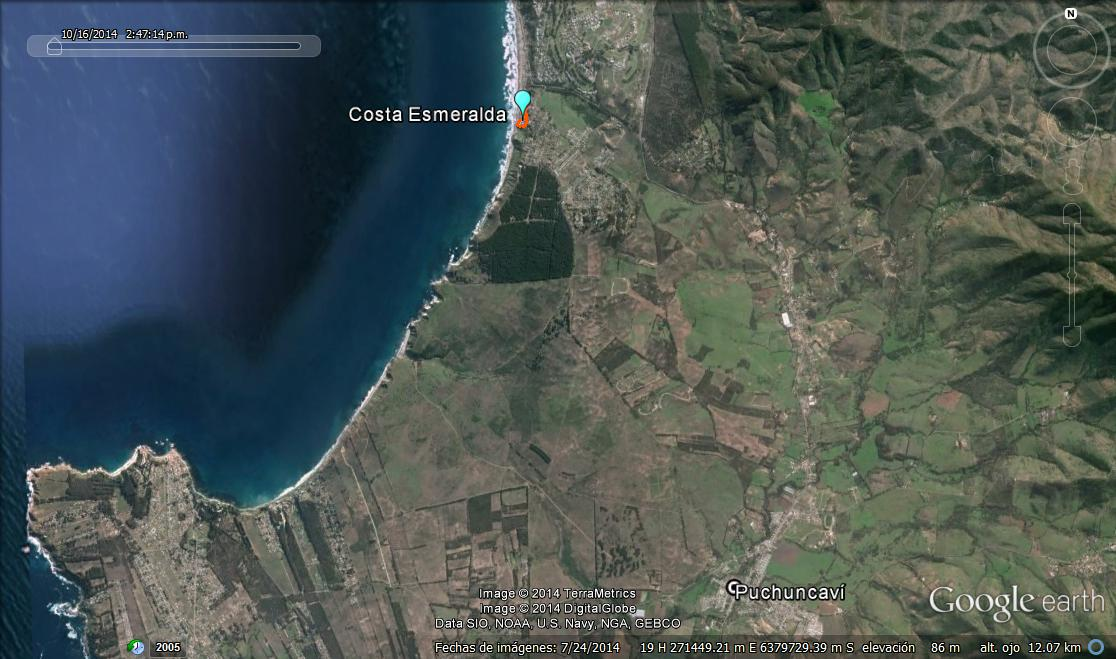 10/16/2014 2:47:14 p.m.
N
Costa Esmeralda
Puchuncaví
Image © 2014 TerraMetrics
Image © 2014 DigitalGlobe
Data SIO, NOAA, U.S. Navy, NGA, GEBCO
Google earth
2005
Fechas de imágenes: 7/24/2014 19 H 271449.21 m E 6379729.39 m S elevación 86 m alt. ojo 12.07 km